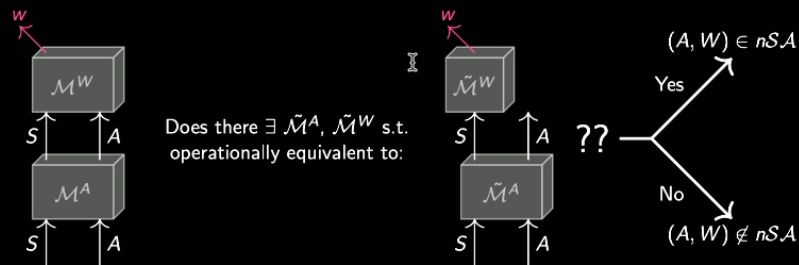 w
𝓜^W
S A
𝓜^A
S A
Does there ∃ 𝓜̃^A, 𝓜̃^W s.t.
operationally equivalent to:
w
𝓜̃^W
S A
𝓜̃^A
S A
??
Yes
(A, W) ∈ n𝓢𝓐
No
(A, W) ∉ n𝓢𝓐